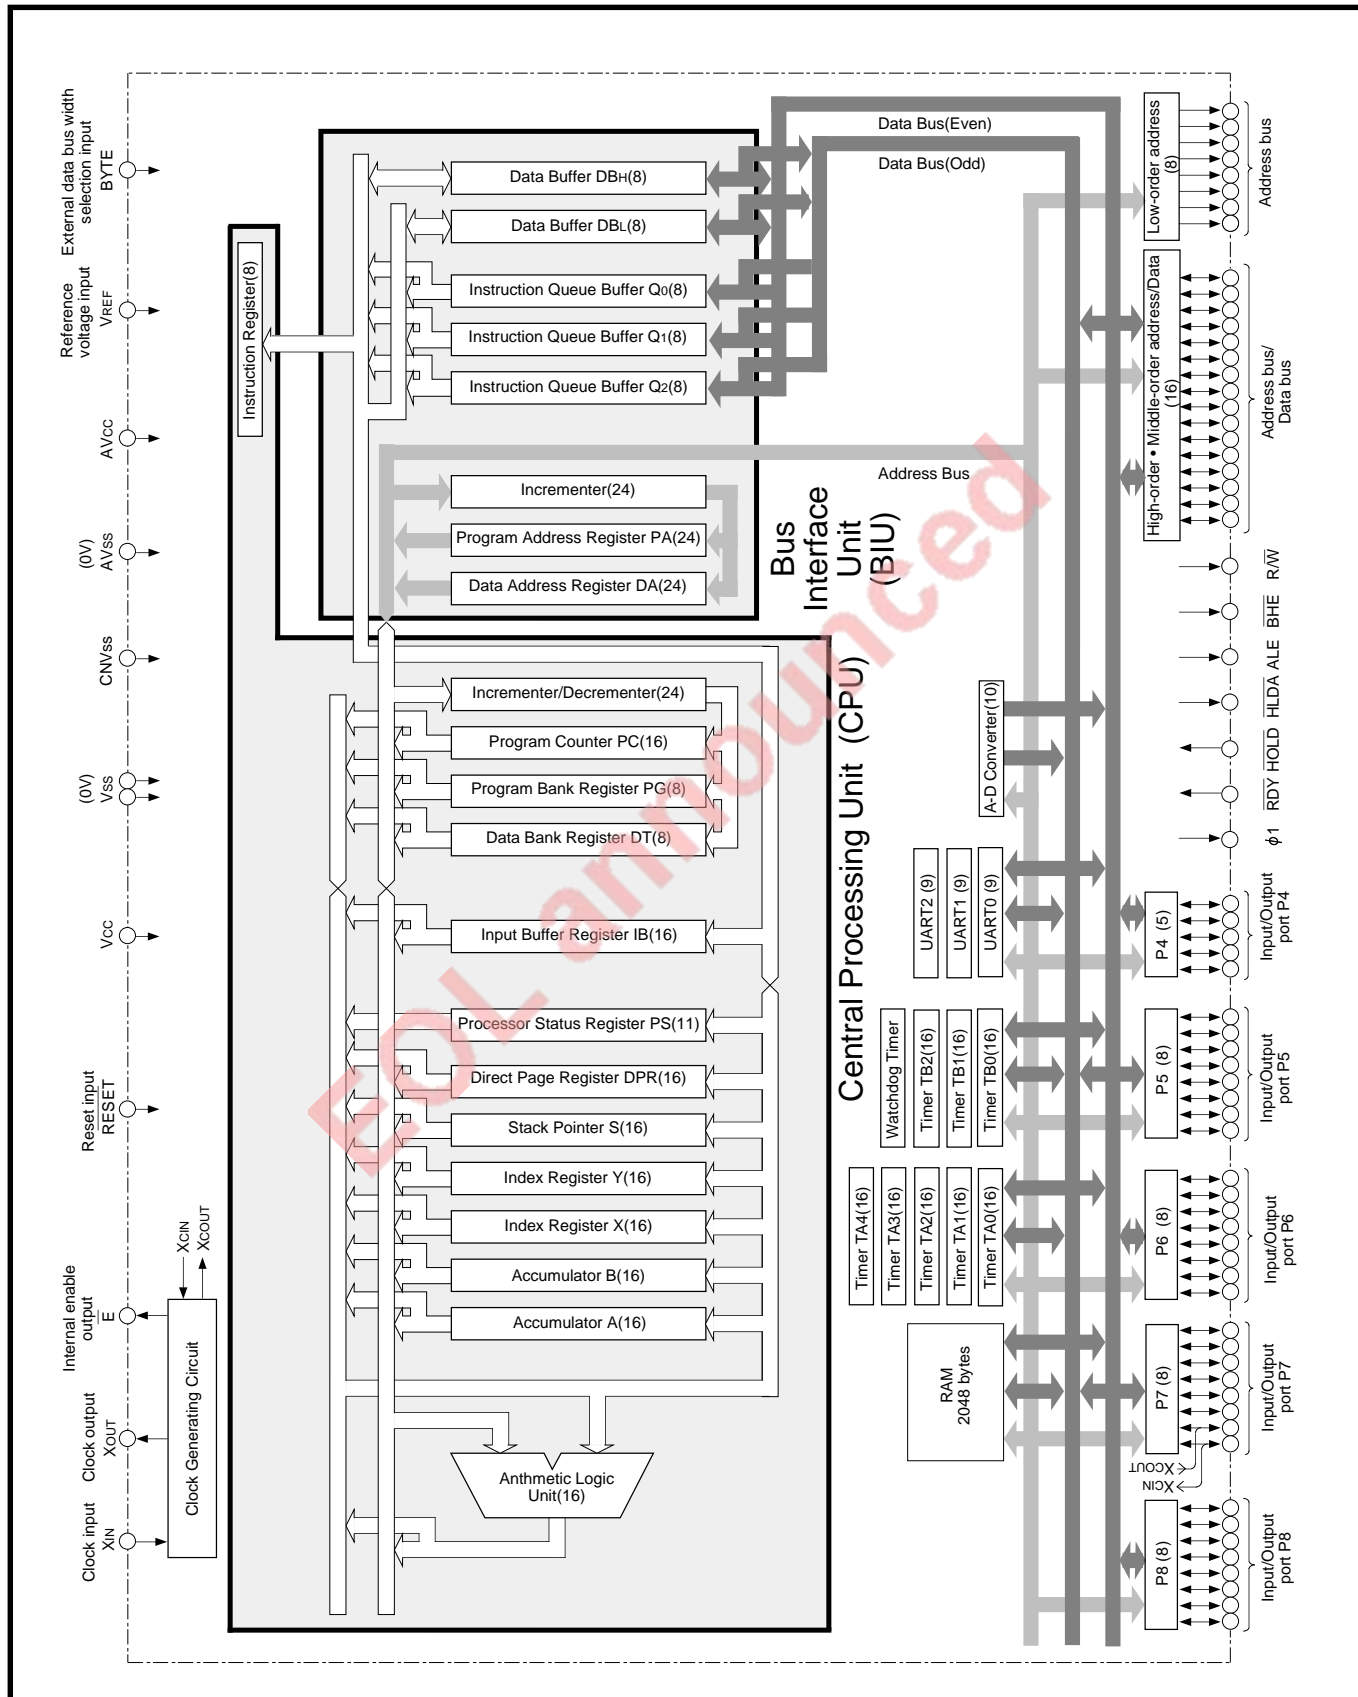 External data bus width
selection input
BYTE
Reference
voltage input
VREF
AVCC
(0V)
AVSS
CNVSS
(0V)
VSS
VCC
Reset input
RESET
XCIN
XCOUT
Internal enable
output
E
Clock output
XOUT
Clock input
XIN
Clock Generating Circuit
Instruction Register(8)
Data Buffer DBH(8)
Data Buffer DBL(8)
Instruction Queue Buffer Q0(8)
Instruction Queue Buffer Q1(8)
Instruction Queue Buffer Q2(8)
Incrementer(24)
Program Address Register PA(24)
Data Address Register DA(24)
Bus
Interface
Unit
(BIU)
Incrementer/Decrementer(24)
Program Counter PC(16)
Program Bank Register PG(8)
Data Bank Register DT(8)
Input Buffer Register IB(16)
Processor Status Register PS(11)
Direct Page Register DPR(16)
Stack Pointer S(16)
Index Register Y(16)
Index Register X(16)
Accumulator B(16)
Accumulator A(16)
Anthmetic Logic
Unit(16)
Central Processing Unit (CPU)
Data Bus(Even)
Data Bus(Odd)
Address Bus
A-D Converter(10)
UART2 (9)
UART1 (9)
UART0 (9)
Watchdog Timer
Timer TB2(16)
Timer TB1(16)
Timer TB0(16)
Timer TA4(16)
Timer TA3(16)
Timer TA2(16)
Timer TA1(16)
Timer TA0(16)
RAM
2048 bytes
Low-order address
(8)
Address bus
High-order • Middle-order address/Data
(16)
Address bus/
Data bus
R/W
BHE
ALE
HLDA
HOLD
RDY
ϕ1
P4 (5)
Input/Output
port P4
P5 (8)
Input/Output
port P5
P6 (8)
Input/Output
port P6
P7 (8)
Input/Output
port P7
XCOUT
XCIN
P8 (8)
Input/Output
port P8
EOL announced